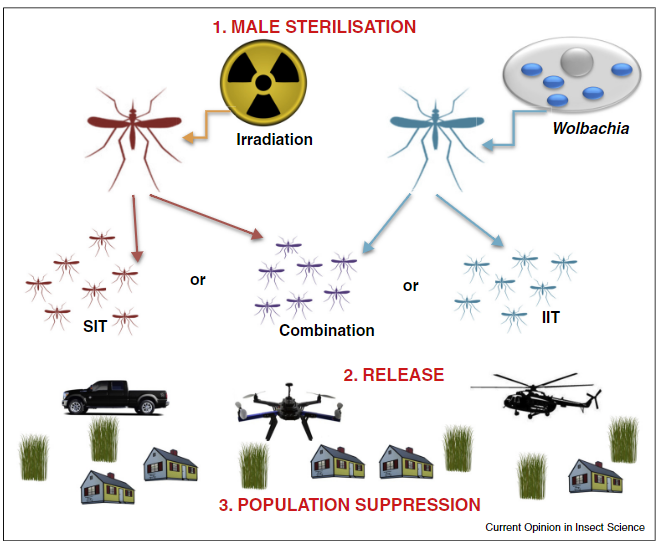 1. MALE STERILISATION
Irradiation
Wolbachia
SIT
or
Combination
or
IIT
2. RELEASE
3. POPULATION SUPPRESSION
Current Opinion in Insect Science